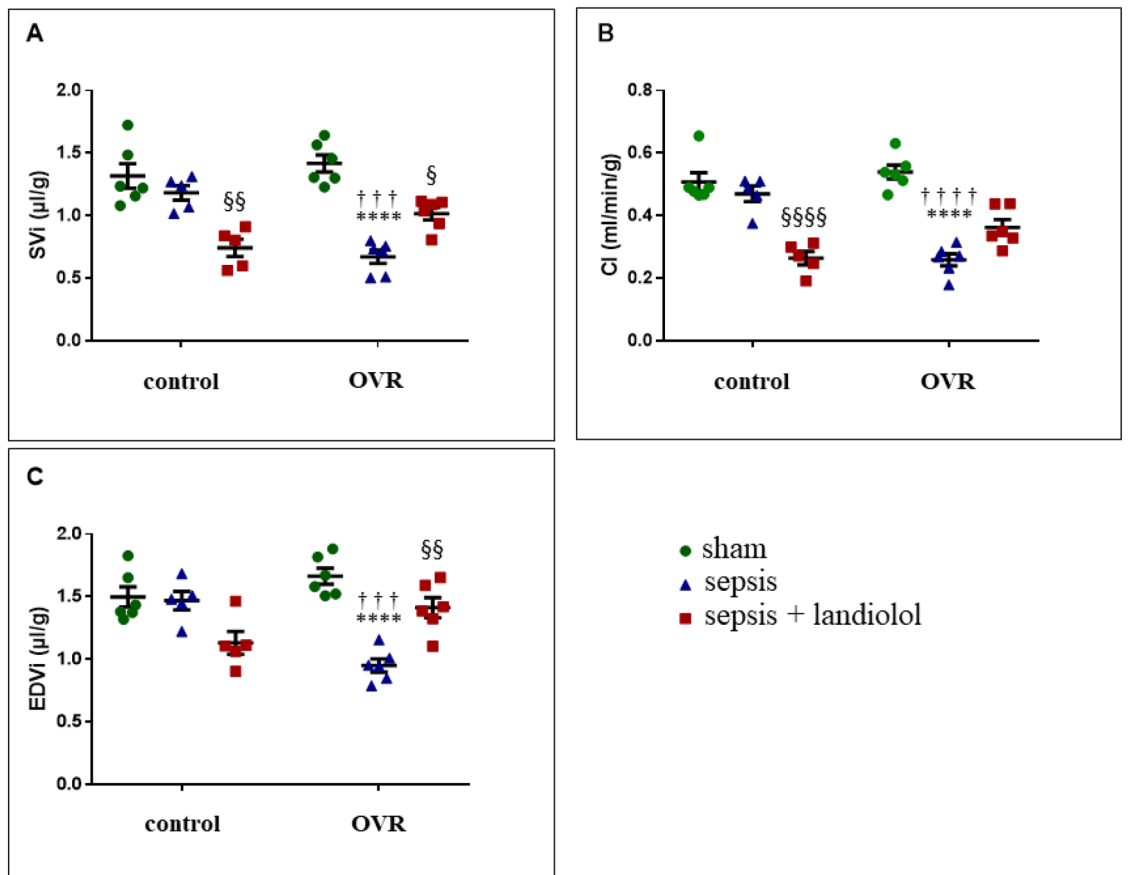 A
SVi (µl/g)
2.0
1.5
1.0
0.5
0.0
§§
† † †
****
§
control
OVR
B
CI (ml/min/g)
0.8
0.6
0.4
0.2
0.0
§§§§
† † † †
****
control
OVR
C
EDVi (µl/g)
2.0
1.5
1.0
0.5
0.0
† † †
****
§§
control
OVR
sham
sepsis
sepsis + landiolol